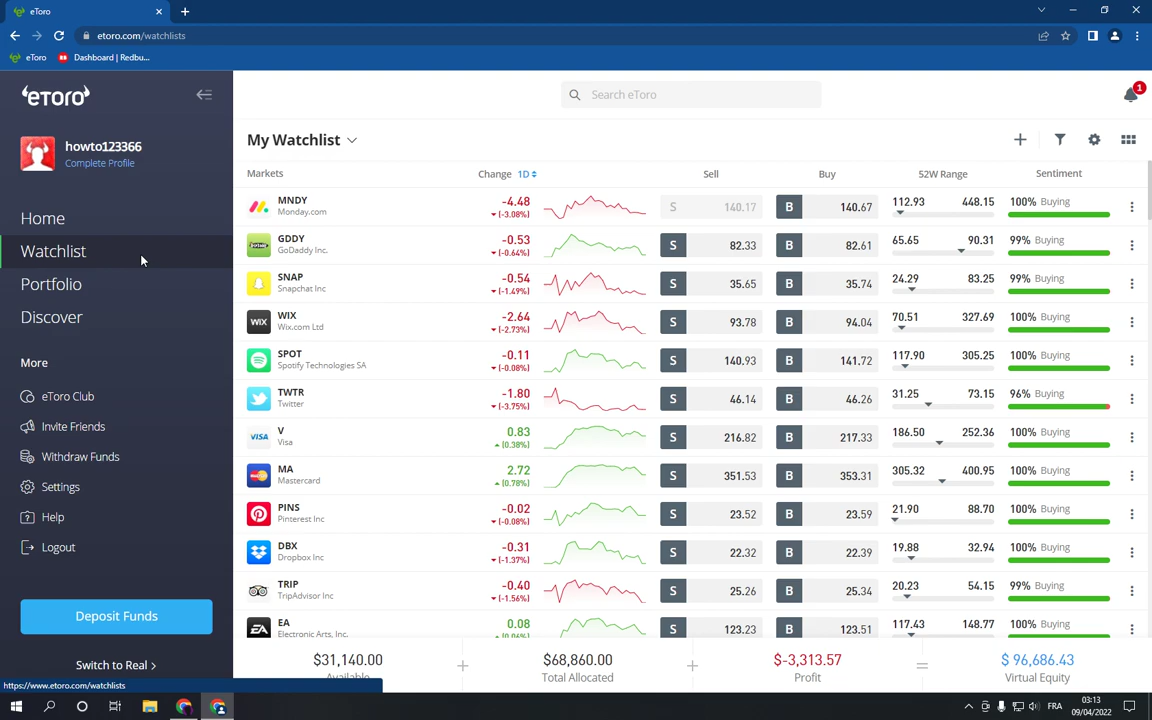 eToro
etoro.com/watchlists
eToro
Dashboard | Redbu...
eToro
howto123366
Complete Profile
Home
Watchlist
Portfolio
Discover
More
eToro Club
Invite Friends
Withdraw Funds
Settings
Help
Logout
Deposit Funds
Switch to Real >
https://www.etoro.com/watchlists
Search eToro
1
My Watchlist
Markets Change 1D Sell Buy 52W Range Sentiment
MNDY -4.48 S 140.17 B 140.67 112.93 448.15 100% Buying
Monday.com ▾ (-3.08%)
GDDY -0.53 S 82.33 B 82.61 65.65 90.31 99% Buying
GoDaddy Inc. ▾ (-0.64%)
SNAP -0.54 S 35.65 B 35.74 24.29 83.25 99% Buying
Snapchat Inc ▾ (-1.49%)
WIX WIX -2.64 S 93.78 B 94.04 70.51 327.69 100% Buying
Wix.com Ltd ▾ (-2.73%)
SPOT -0.11 S 140.93 B 141.72 117.90 305.25 100% Buying
Spotify Technologies SA ▾ (-0.08%)
TWTR -1.80 S 46.14 B 46.26 31.25 73.15 96% Buying
Twitter ▾ (-3.75%)
VISA V 0.83 S 216.82 B 217.33 186.50 252.36 100% Buying
Visa ▴ (0.38%)
MA 2.72 S 351.53 B 353.31 305.32 400.95 100% Buying
Mastercard ▴ (0.78%)
PINS -0.02 S 23.52 B 23.59 21.90 88.70 100% Buying
Pinterest Inc ▾ (-0.08%)
DBX -0.31 S 22.32 B 22.39 19.88 32.94 100% Buying
Dropbox Inc ▾ (-1.37%)
TRIP -0.40 S 25.26 B 25.34 20.23 54.15 99% Buying
TripAdvisor Inc ▾ (-1.56%)
EA EA 0.08 S 123.23 B 123.51 117.43 148.77 100% Buying
Electronic Arts, Inc. ▴ (0.06%)
$31,140.00 + $68,860.00 + $-3,313.57 = $ 96,686.43
Available Total Allocated Profit Virtual Equity
FRA
03:13
09/04/2022